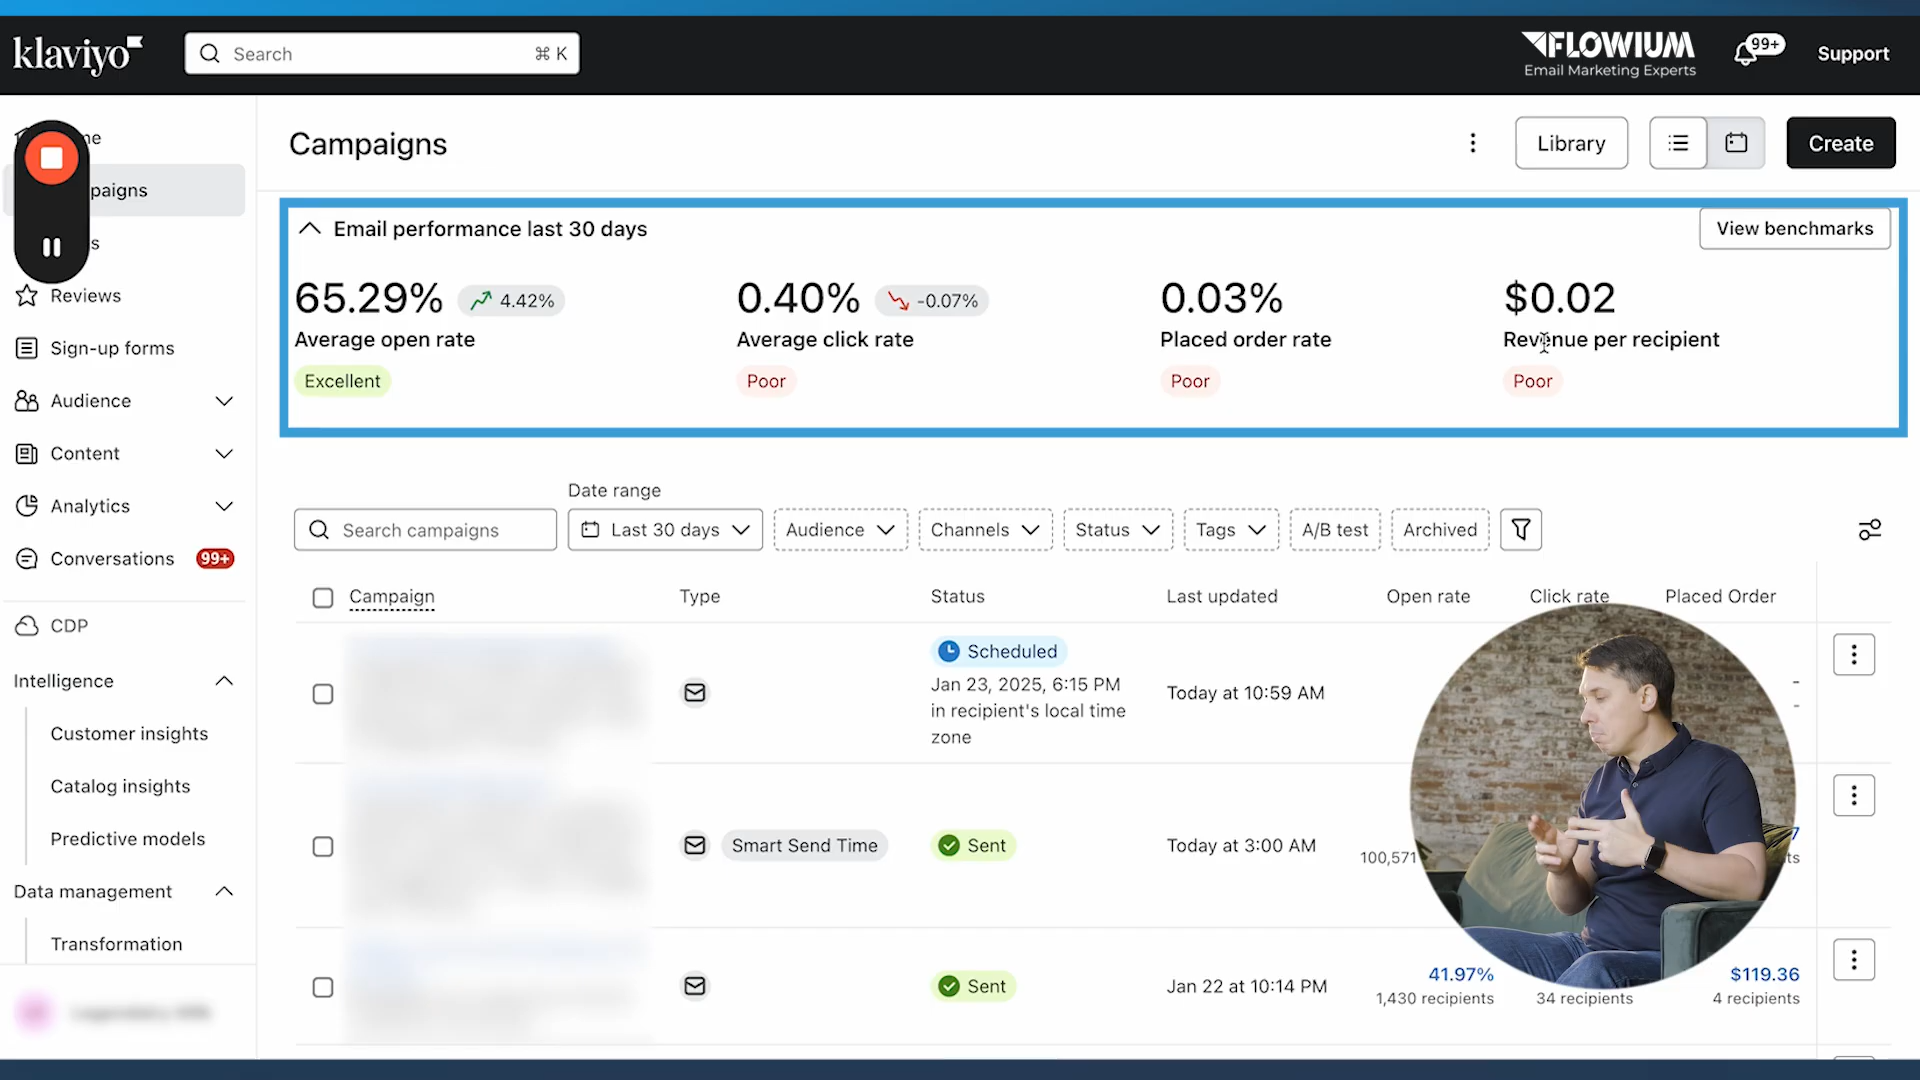 klaviyo
Search
⌘ K
FLOWIUM
Email Marketing Experts
99+
Support
Campaigns
Library
Create
paigns
Reviews
Sign-up forms
Audience
Content
Analytics
Conversations
99+
CDP
Intelligence
Customer insights
Catalog insights
Predictive models
Data management
Transformation
Email performance last 30 days
View benchmarks
65.29%
4.42%
Average open rate
Excellent
0.40%
-0.07%
Average click rate
Poor
0.03%
Placed order rate
Poor
$0.02
Revenue per recipient
Poor
Date range
Search campaigns
Last 30 days
Audience
Channels
Status
Tags
A/B test
Archived
Campaign
Type
Status
Last updated
Open rate
Click rate
Placed Order
Scheduled
Jan 23, 2025, 6:15 PM
in recipient's local time
zone
Today at 10:59 AM
-
-
Smart Send Time
Sent
Today at 3:00 AM
100,571
Sent
Jan 22 at 10:14 PM
41.97%
1,430 recipients
34 recipients
$119.36
4 recipients